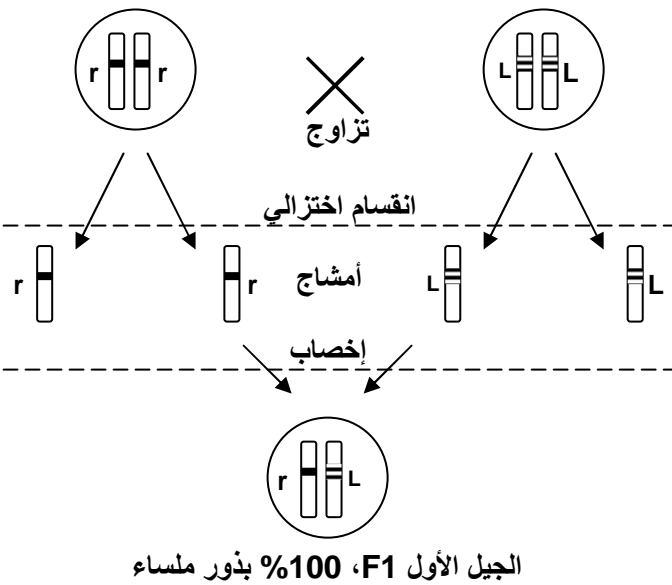 r r L L
تزاوج
انقسام اختزالي
r r أمشاج L L
إخصاب
r L
الجيل الأول F1، 100% بذور ملساء